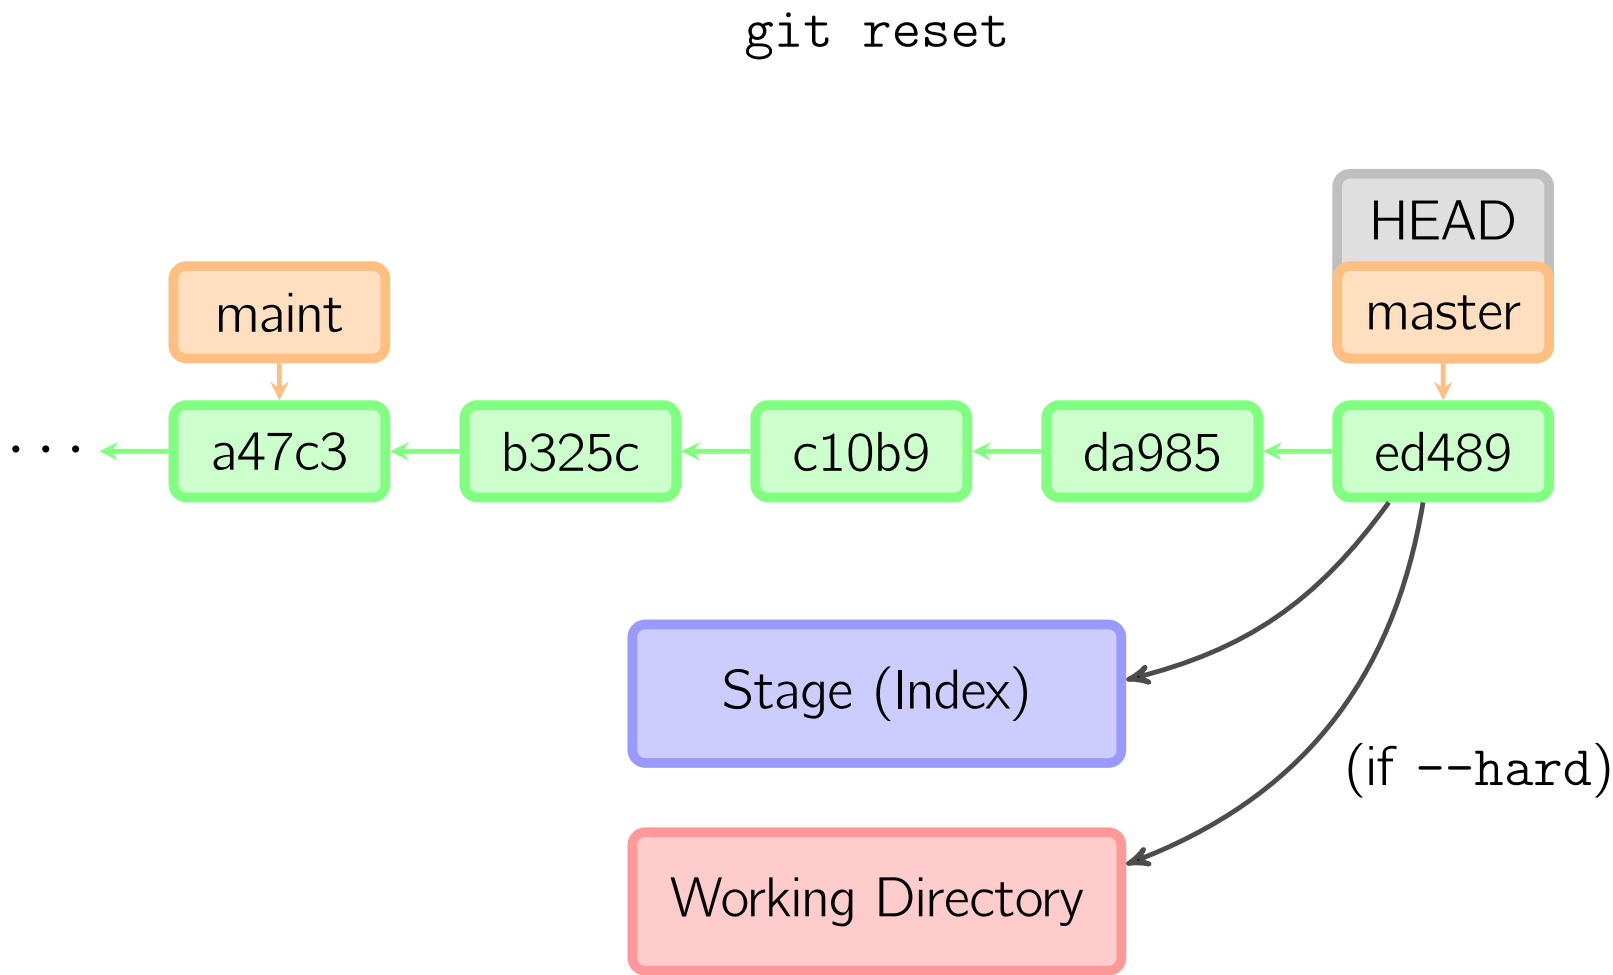 git reset
HEAD
maint
master
... a47c3 b325c c10b9 da985 ed489
Stage (Index)
(if --hard)
Working Directory